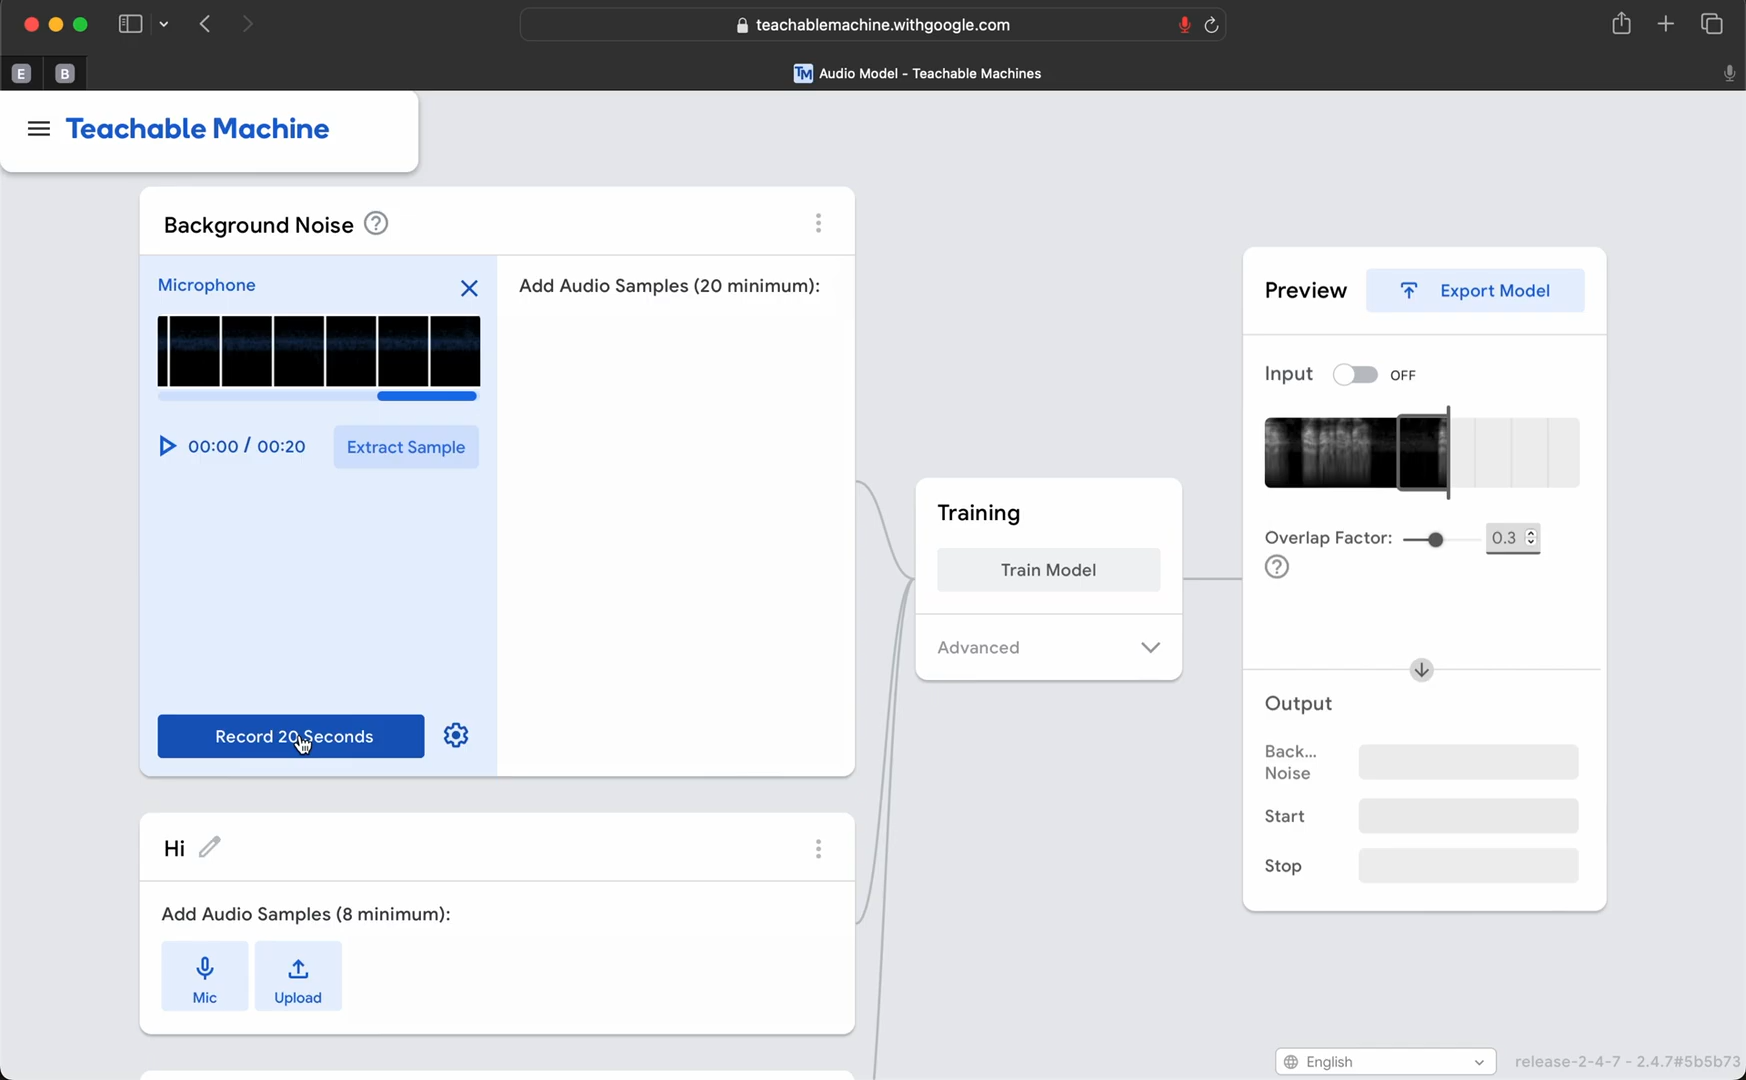 teachablemachine.withgoogle.com
E
B
TM Audio Model - Teachable Machines
Teachable Machine
Background Noise
Microphone
Add Audio Samples (20 minimum):
00:00 / 00:20
Extract Sample
Record 20 Seconds
Hi
Add Audio Samples (8 minimum):
Mic
Upload
Training
Train Model
Advanced
Preview
Export Model
Input
OFF
Overlap Factor:
0.3
Output
Back...
Noise
Start
Stop
English
release-2-4-7 - 2.4.7#5b5b73